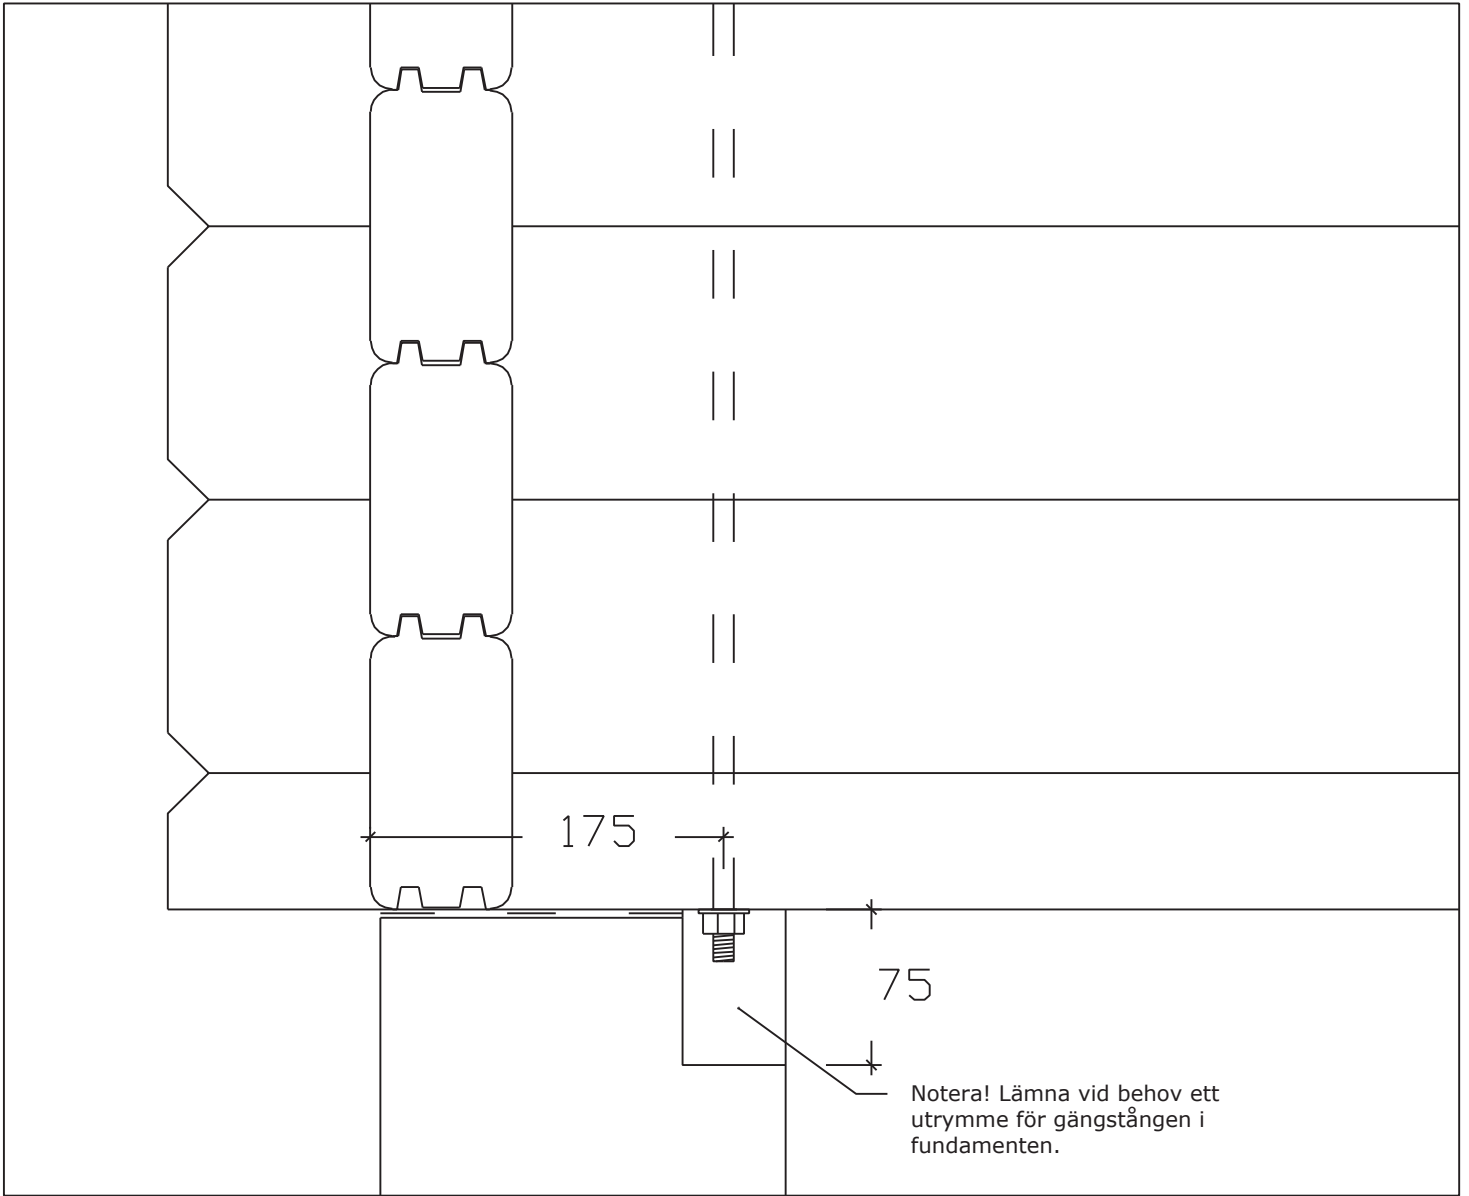 175
75
Notera! Lämna vid behov ett
utrymme för gängstången i
fundamenten.